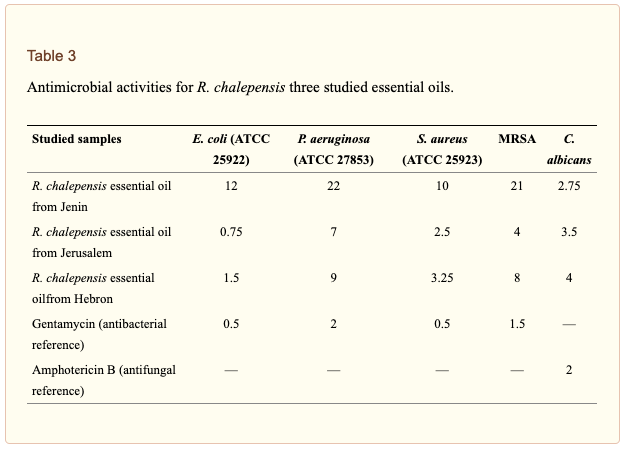 Table 3
Antimicrobial activities for R. chalepensis three studied essential oils.
Studied samples E. coli (ATCC 25922) P. aeruginosa (ATCC 27853) S. aureus (ATCC 25923) MRSA C. albicans
R. chalepensis essential oil from Jenin 12 22 10 21 2.75
R. chalepensis essential oil from Jerusalem 0.75 7 2.5 4 3.5
R. chalepensis essential oilfrom Hebron 1.5 9 3.25 8 4
Gentamycin (antibacterial reference) 0.5 2 0.5 1.5 —
Amphotericin B (antifungal reference) — — — — 2